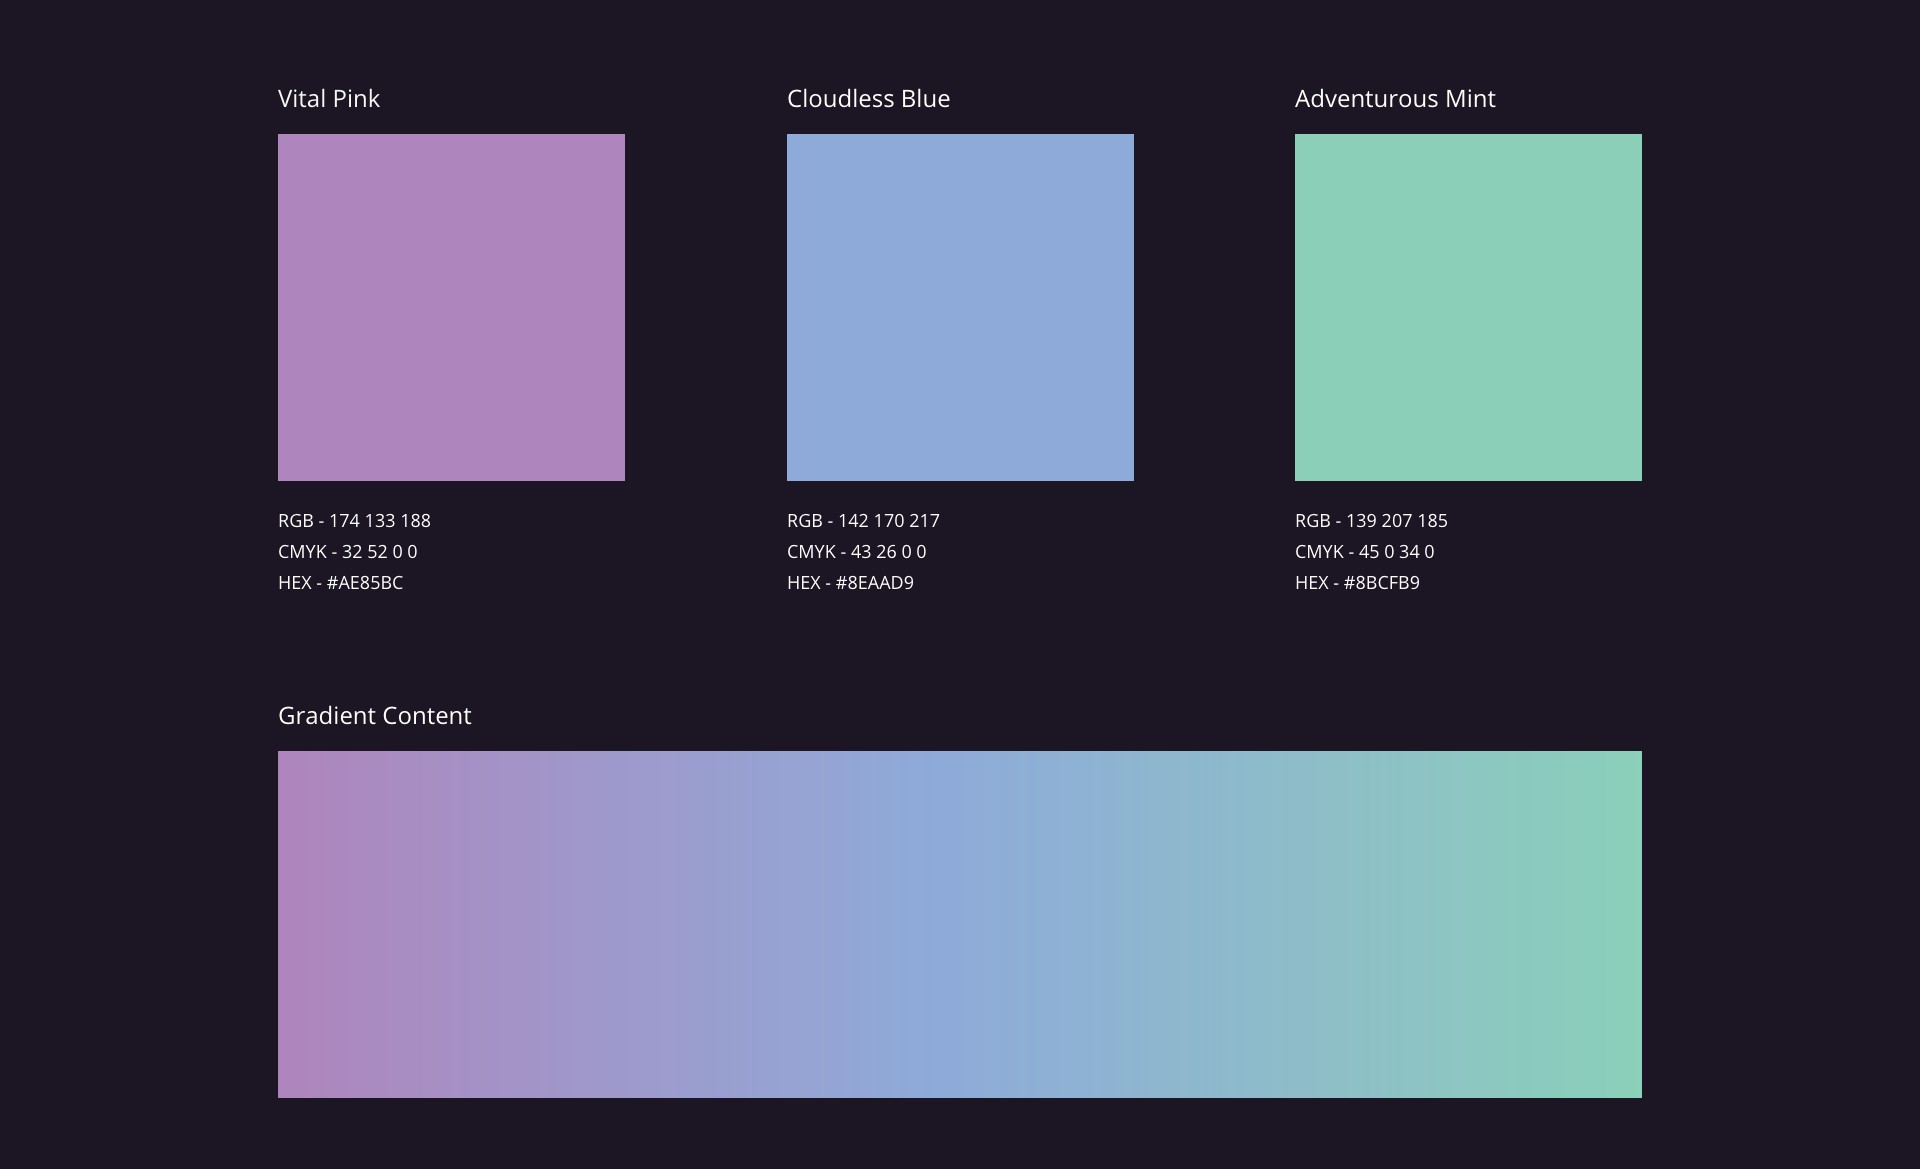 Vital Pink
RGB - 174 133 188
CMYK - 32 52 0 0
HEX - #AE85BC
Cloudless Blue
RGB - 142 170 217
CMYK - 43 26 0 0
HEX - #8EAAD9
Adventurous Mint
RGB - 139 207 185
CMYK - 45 0 34 0
HEX - #8BCFB9
Gradient Content